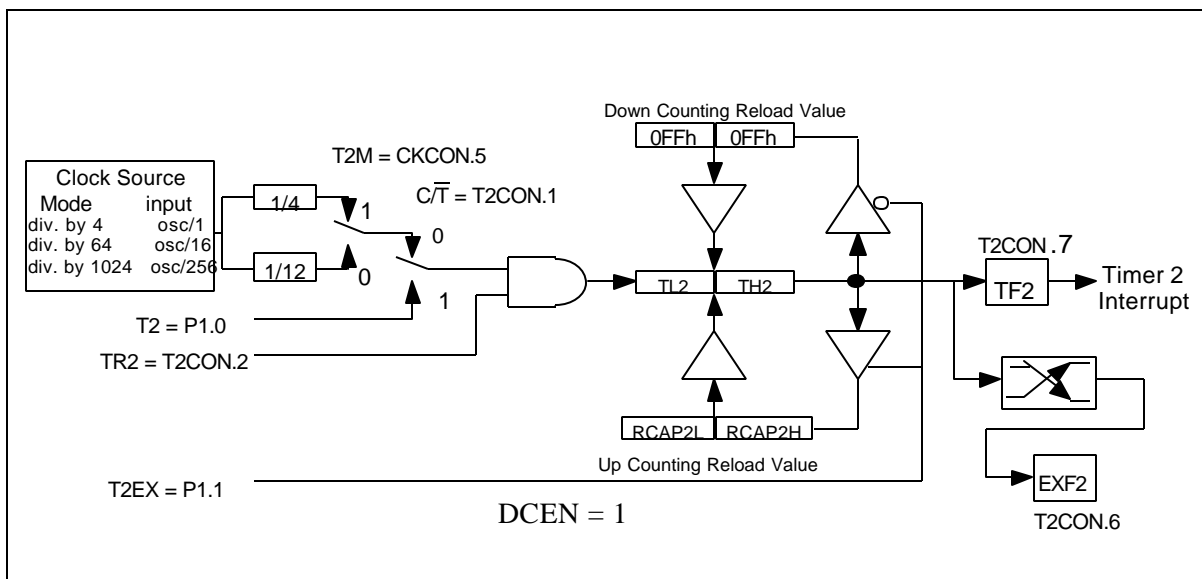 Down Counting Reload Value
0FFh 0FFh
T2M = CKCON.5
Clock Source
Mode input
div. by 4 osc/1
div. by 64 osc/16
div. by 1024 osc/256
1/4
1/12
1
0
C/T̅ = T2CON.1
0
1
T2 = P1.0
TR2 = T2CON.2
TL2 TH2
T2CON.7
TF2
Timer 2
Interrupt
RCAP2L RCAP2H
Up Counting Reload Value
T2EX = P1.1
EXF2
T2CON.6
DCEN = 1